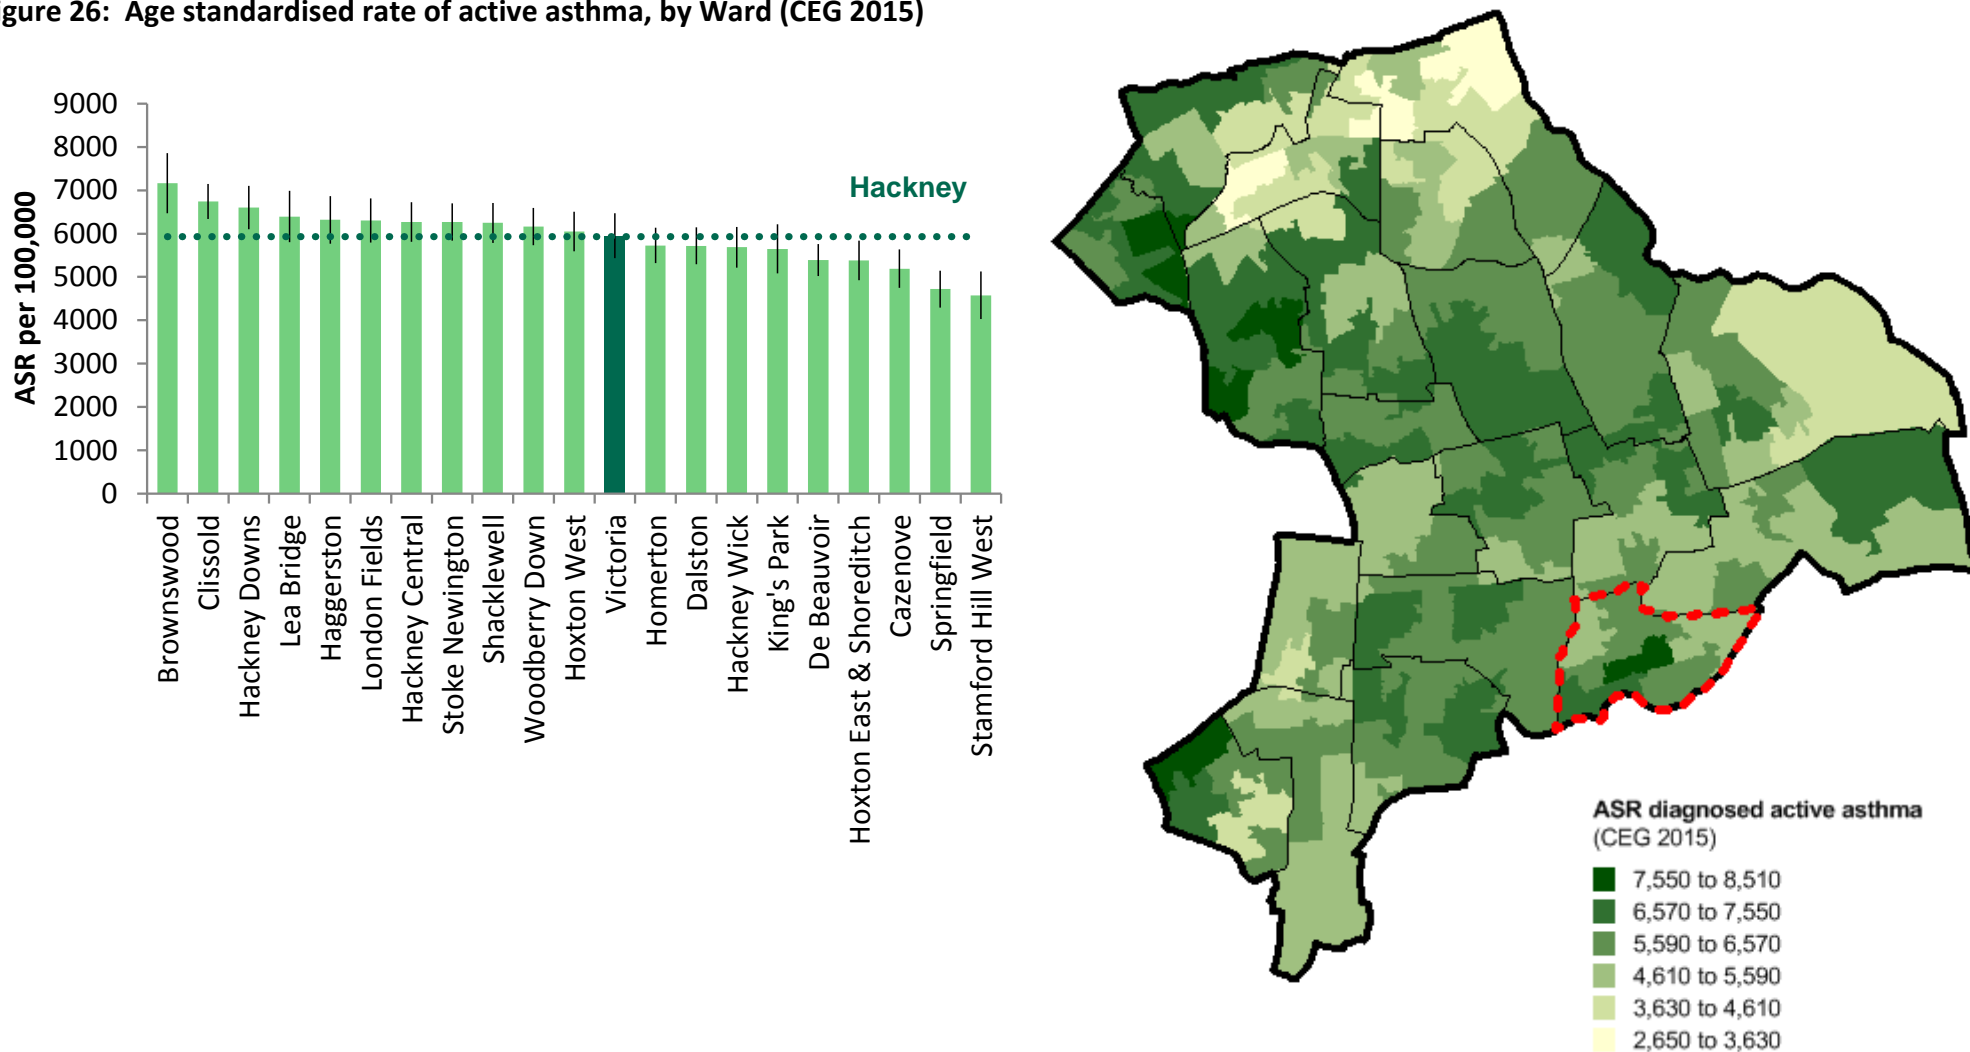 igure 26: Age standardised rate of active asthma, by Ward (CEG 2015)
9000
8000
7000
6000
5000
4000
3000
2000
1000
0
ASR per 100,000
Hackney
Brownswood
Clissold
Hackney Downs
Lea Bridge
Haggerston
London Fields
Hackney Central
Stoke Newington
Shacklewell
Woodberry Down
Hoxton West
Victoria
Homerton
Dalston
Hackney Wick
King's Park
De Beauvoir
Hoxton East & Shoreditch
Cazenove
Springfield
Stamford Hill West
ASR diagnosed active asthma
(CEG 2015)
7,550 to 8,510
6,570 to 7,550
5,590 to 6,570
4,610 to 5,590
3,630 to 4,610
2,650 to 3,630